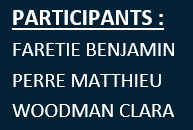 PARTICIPANTS :
FARETIE BENJAMIN
PERRE MATTHIEU
WOODMAN CLARA